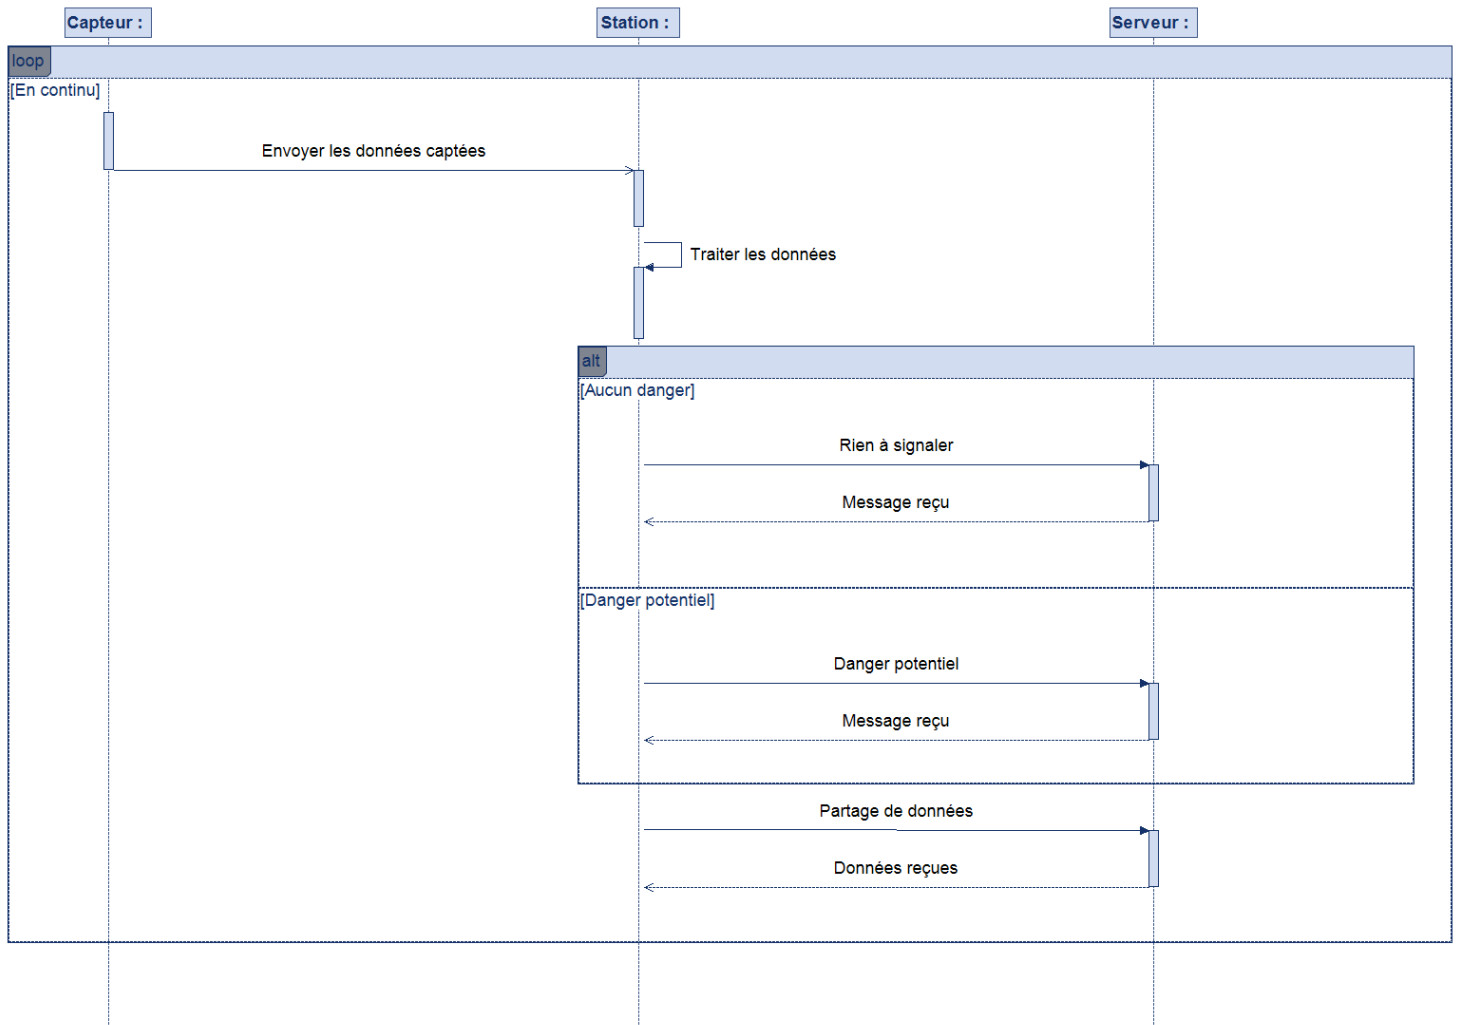 Capteur :
Station :
Serveur :
loop
[En continu]
Envoyer les données captées
Traiter les données
alt
[Aucun danger]
Rien à signaler
Message reçu
[Danger potentiel]
Danger potentiel
Message reçu
Partage de données
Données reçues